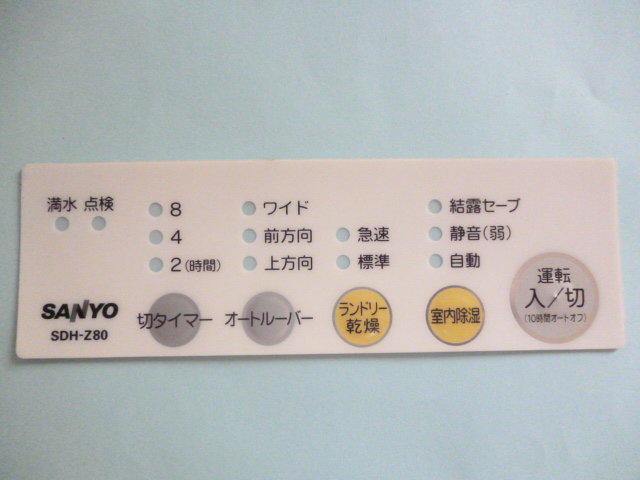 満水 点検
8
4
2(時間)
ワイド
前方向
上方向
急速
標準
結露セーブ
静音(弱)
自動
SANYO
SDH-Z80
切タイマー
オートルーバー
ランドリー
乾燥
室内除湿
運転
入/切
(10時間オートオフ)